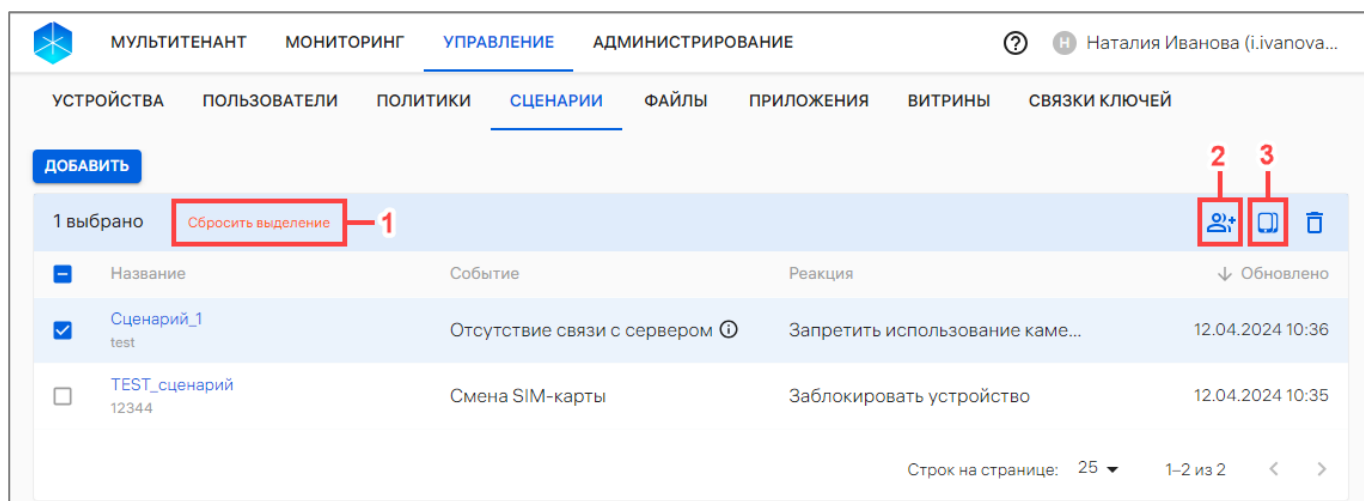 МУЛЬТИТЕНАНТ МОНИТОРИНГ УПРАВЛЕНИЕ АДМИНИСТРИРОВАНИЕ ? Н Наталия Иванова (i.ivanova...
УСТРОЙСТВА ПОЛЬЗОВАТЕЛИ ПОЛИТИКИ СЦЕНАРИИ ФАЙЛЫ ПРИЛОЖЕНИЯ ВИТРИНЫ СВЯЗКИ КЛЮЧЕЙ
ДОБАВИТЬ 2 3
1 выбрано Сбросить выделение 1
Название Событие Реакция Обновлено
Сценарий_1
test
Отсутствие связи с сервером Запретить использование каме... 12.04.2024 10:36
TEST_сценарий
12344
Смена SIM-карты Заблокировать устройство 12.04.2024 10:35
Строк на странице: 25 1–2 из 2